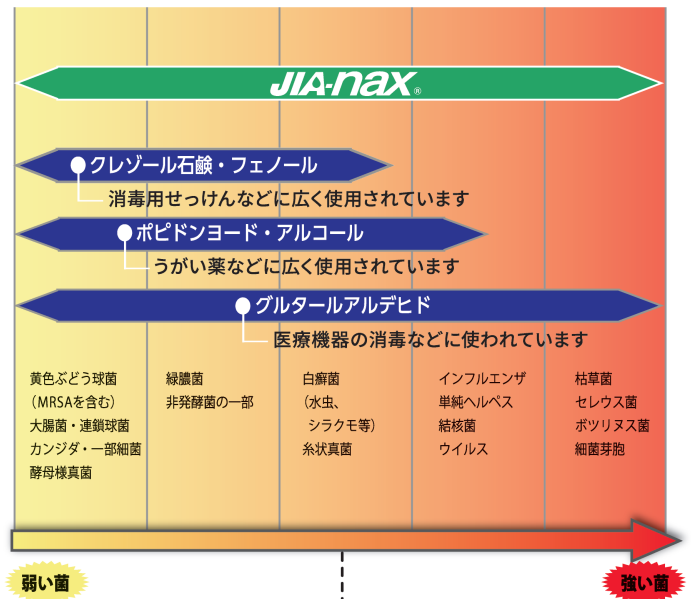 JIA-nax®
クレゾール石鹸・フェノール
消毒用せっけんなどに広く使用されています
ポピドンヨード・アルコール
うがい薬などに広く使用されています
グルタールアルデヒド
医療機器の消毒などに使われています
黄色ぶどう球菌
（MRSAを含む）
大腸菌・連鎖球菌
カンジダ・一部細菌
酵母様真菌
緑膿菌
非発酵菌の一部
白癬菌
（水虫、
シラクモ等）
糸状真菌
インフルエンザ
単純ヘルペス
結核菌
ウイルス
枯草菌
セレウス菌
ボツリヌス菌
細菌芽胞
弱い菌
強い菌